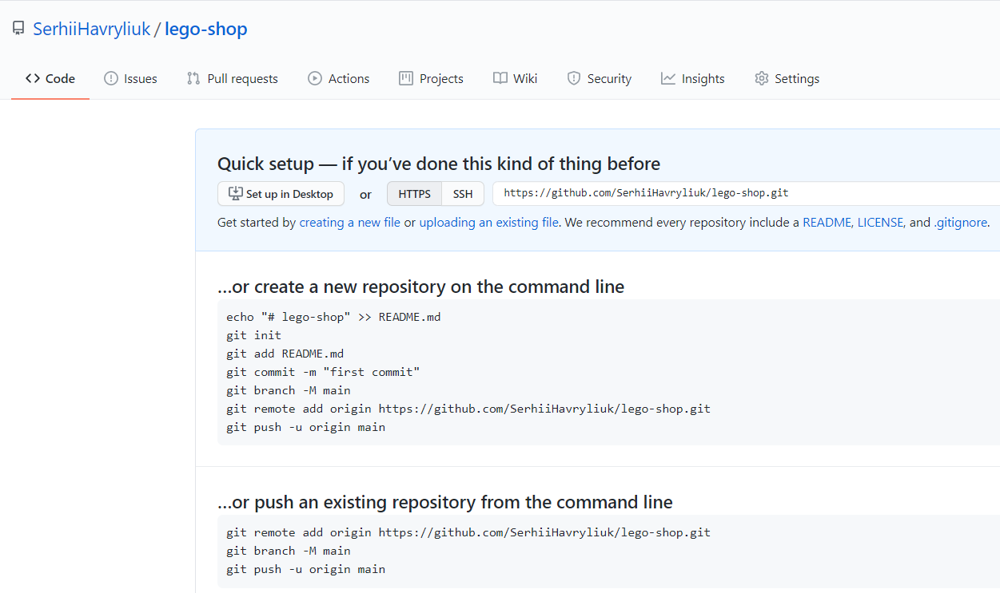 SerhiiHavryliuk / lego-shop
Code Issues Pull requests Actions Projects Wiki Security Insights Settings
Quick setup — if you’ve done this kind of thing before
Set up in Desktop or HTTPS SSH https://github.com/SerhiiHavryliuk/lego-shop.git
Get started by creating a new file or uploading an existing file. We recommend every repository include a README, LICENSE, and .gitignore.
…or create a new repository on the command line
echo "# lego-shop" >> README.md
git init
git add README.md
git commit -m "first commit"
git branch -M main
git remote add origin https://github.com/SerhiiHavryliuk/lego-shop.git
git push -u origin main
…or push an existing repository from the command line
git remote add origin https://github.com/SerhiiHavryliuk/lego-shop.git
git branch -M main
git push -u origin main